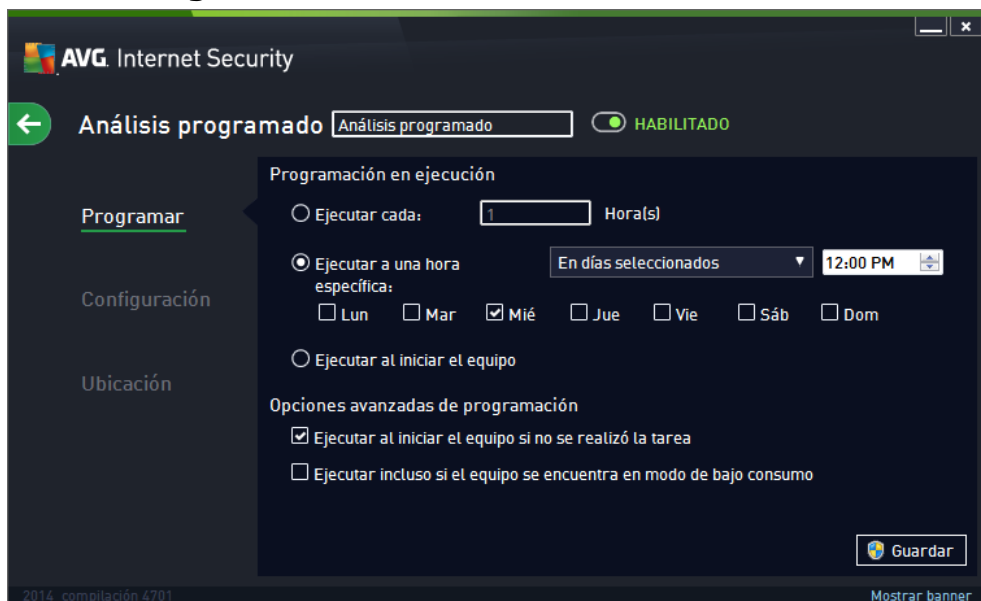 AVG. Internet Security
Análisis programado Análisis programado HABILITADO
Programación en ejecución
Programar
Ejecutar cada: 1 Hora(s)
Ejecutar a una hora específica: En días seleccionados 12:00 PM
Lun Mar Mié Jue Vie Sáb Dom
Configuración
Ejecutar al iniciar el equipo
Ubicación
Opciones avanzadas de programación
Ejecutar al iniciar el equipo si no se realizó la tarea
Ejecutar incluso si el equipo se encuentra en modo de bajo consumo
Guardar
2014 compilación 4701 Mostrar banner